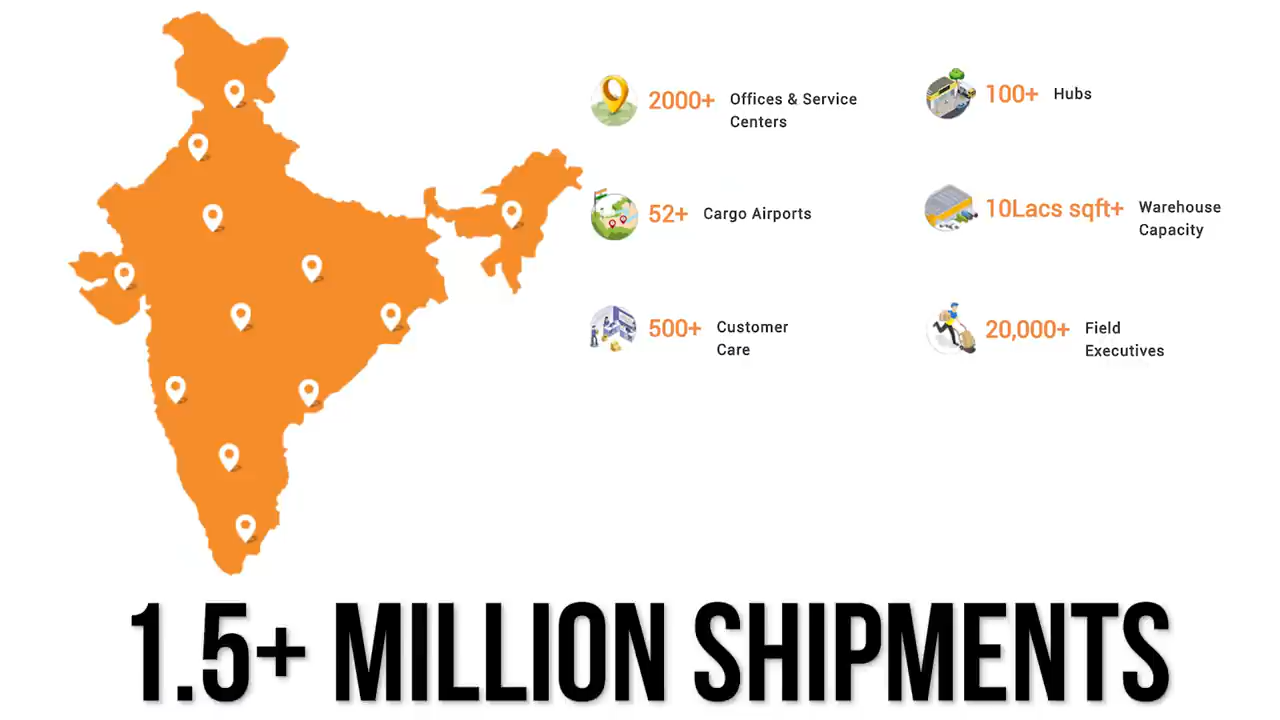 2000+ Offices & Service
Centers
100+ Hubs
52+ Cargo Airports
10Lacs sqft+ Warehouse
Capacity
500+ Customer
Care
20,000+ Field
Executives
1.5+ MILLION SHIPMENTS